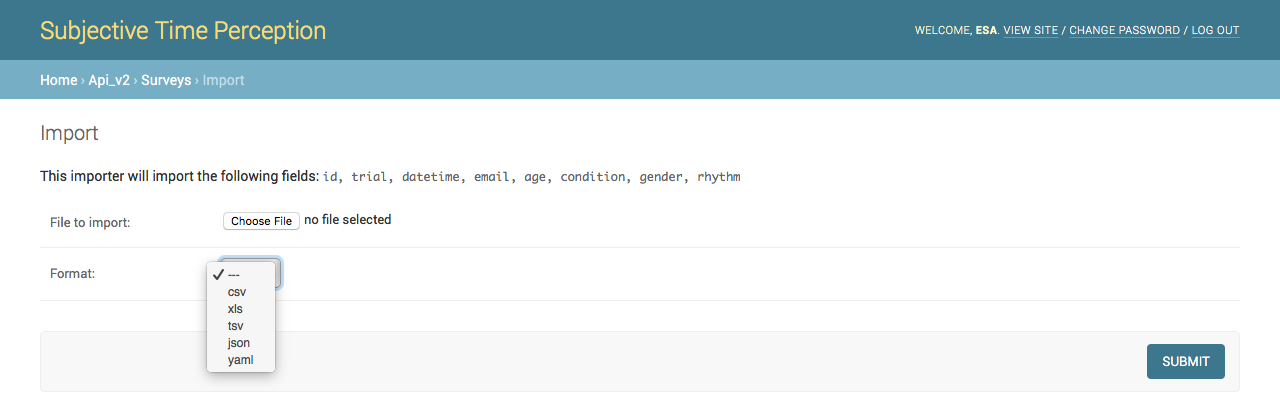 Subjective Time Perception
WELCOME, ESA. VIEW SITE / CHANGE PASSWORD / LOG OUT
Home › Api_v2 › Surveys › Import
Import
This importer will import the following fields: id, trial, datetime, email, age, condition, gender, rhythm
File to import: Choose File no file selected
Format:
---
csv
xls
tsv
json
yaml
SUBMIT